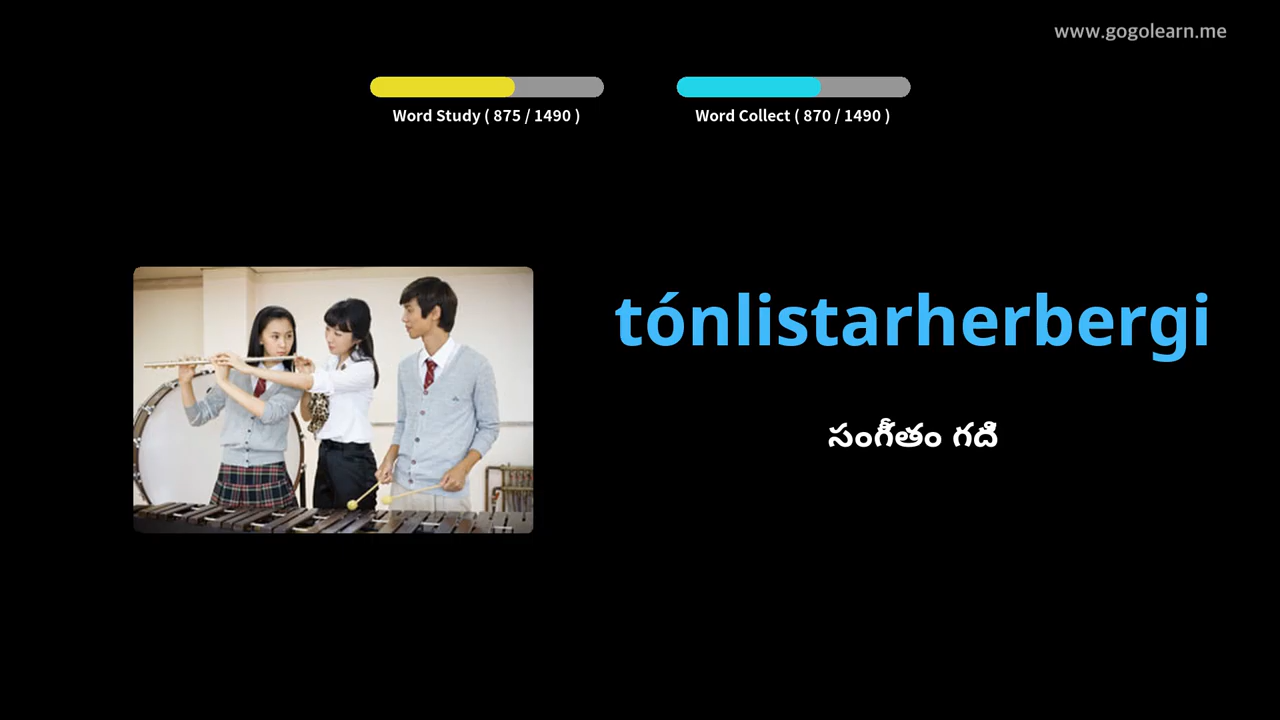 www.gogolearn.me
Word Study ( 875 / 1490 )
Word Collect ( 870 / 1490 )
tónlistarherbergi
సంగీతం గది